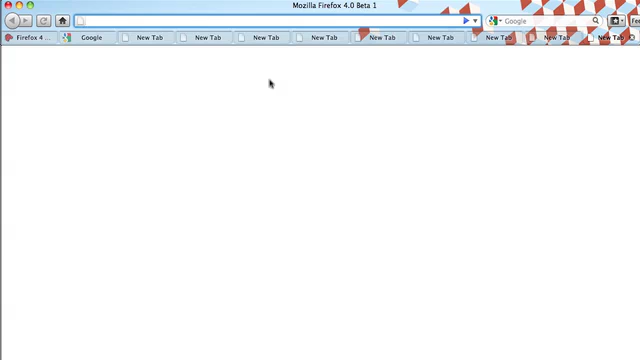 Mozilla Firefox 4.0 Beta 1
Google
Fee
Firefox 4 ... Google New Tab New Tab New Tab New Tab New Tab New Tab New Tab New Tab New Tab